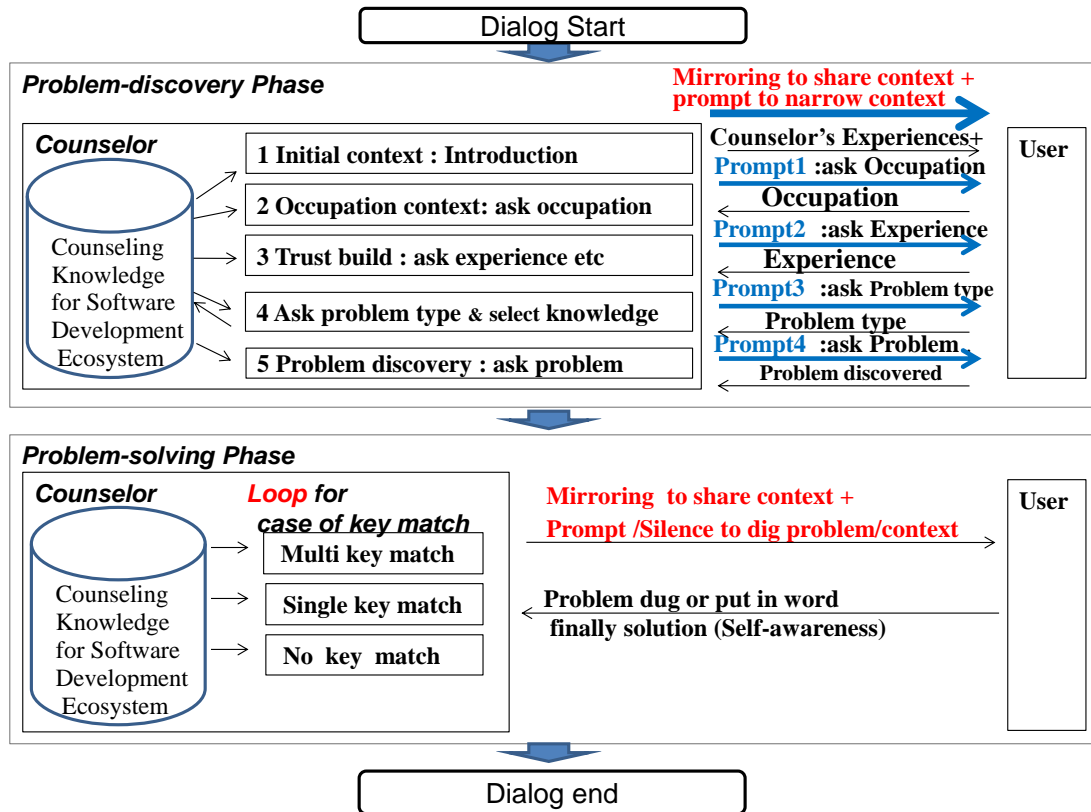 Dialog Start
Problem-discovery Phase
Mirroring to share context +
prompt to narrow context
Counselor
Counseling
Knowledge
for Software
Development
Ecosystem
1 Initial context : Introduction
2 Occupation context: ask occupation
3 Trust build : ask experience etc
4 Ask problem type & select knowledge
5 Problem discovery : ask problem
Counselor's Experiences+
Prompt1 :ask Occupation
Occupation
Prompt2 :ask Experience
Experience
Prompt3 :ask Problem type
Problem type
Prompt4 :ask Problem
Problem discovered
User
Problem-solving Phase
Counselor
Loop for
case of key match
Counseling
Knowledge
for Software
Development
Ecosystem
Multi key match
Single key match
No key match
Mirroring to share context +
Prompt /Silence to dig problem/context
Problem dug or put in word
finally solution (Self-awareness)
User
Dialog end